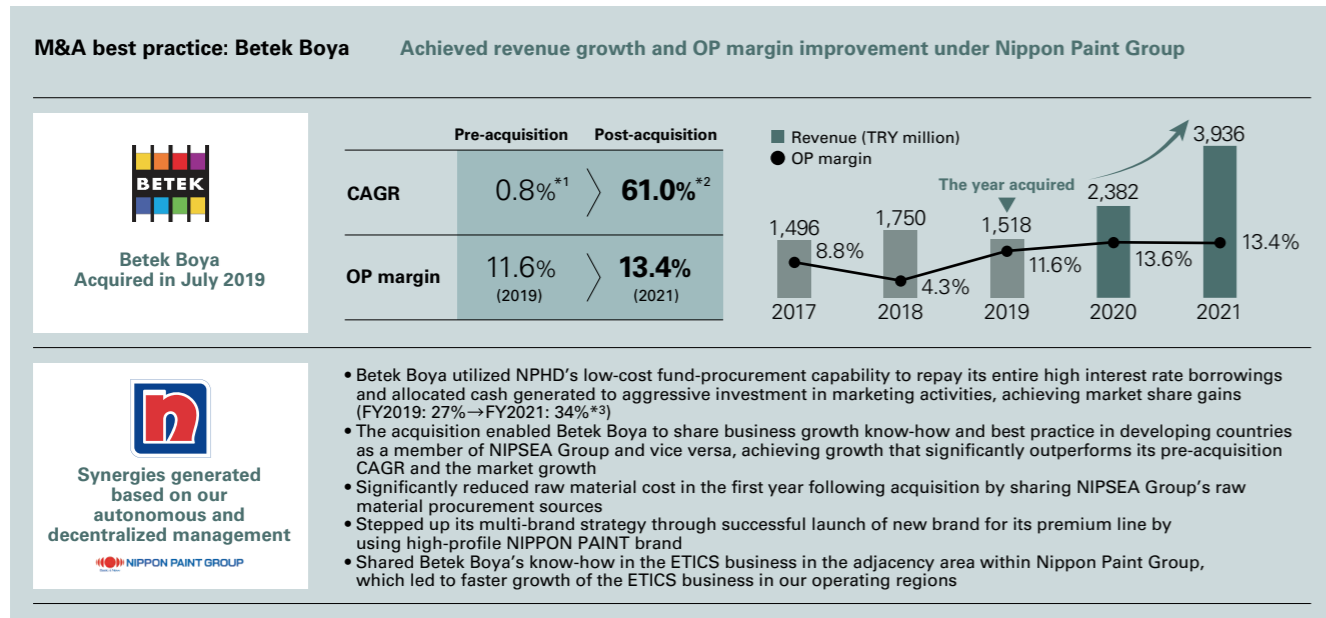 M&A best practice: Betek Boya Achieved revenue growth and OP margin improvement under Nippon Paint Group
BETEK
Betek Boya
Acquired in July 2019
Pre-acquisition Post-acquisition
CAGR 0.8%*1 61.0%*2
OP margin 11.6% 13.4%
(2019) (2021)
Revenue (TRY million)
OP margin
The year acquired
1,496 1,750 1,518 2,382 3,936
8.8% 4.3% 11.6% 13.6% 13.4%
2017 2018 2019 2020 2021
n
Synergies generated
based on our
autonomous and
decentralized management
NIPPON PAINT GROUP
• Betek Boya utilized NPHD's low-cost fund-procurement capability to repay its entire high interest rate borrowings
and allocated cash generated to aggressive investment in marketing activities, achieving market share gains
(FY2019: 27%→FY2021: 34%*3)
• The acquisition enabled Betek Boya to share business growth know-how and best practice in developing countries
as a member of NIPSEA Group and vice versa, achieving growth that significantly outperforms its pre-acquisition
CAGR and the market growth
• Significantly reduced raw material cost in the first year following acquisition by sharing NIPSEA Group's raw
material procurement sources
• Stepped up its multi-brand strategy through successful launch of new brand for its premium line by
using high-profile NIPPON PAINT brand
• Shared Betek Boya's know-how in the ETICS business in the adjacency area within Nippon Paint Group,
which led to faster growth of the ETICS business in our operating regions